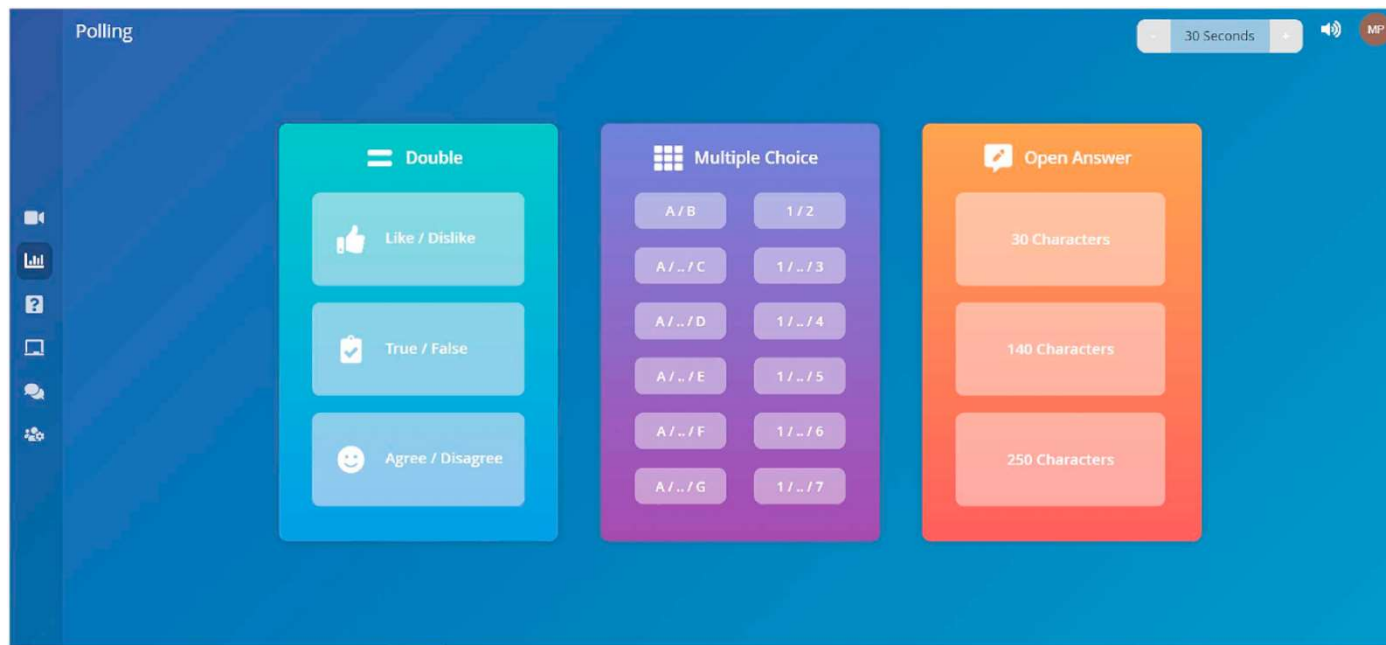 Polling
- 30 Seconds +
MP
Double
Like / Dislike
True / False
Agree / Disagree
Multiple Choice
A / B 1 / 2
A / .. / C 1 / .. / 3
A / .. / D 1 / .. / 4
A / .. / E 1 / .. / 5
A / .. / F 1 / .. / 6
A / .. / G 1 / .. / 7
Open Answer
30 Characters
140 Characters
250 Characters